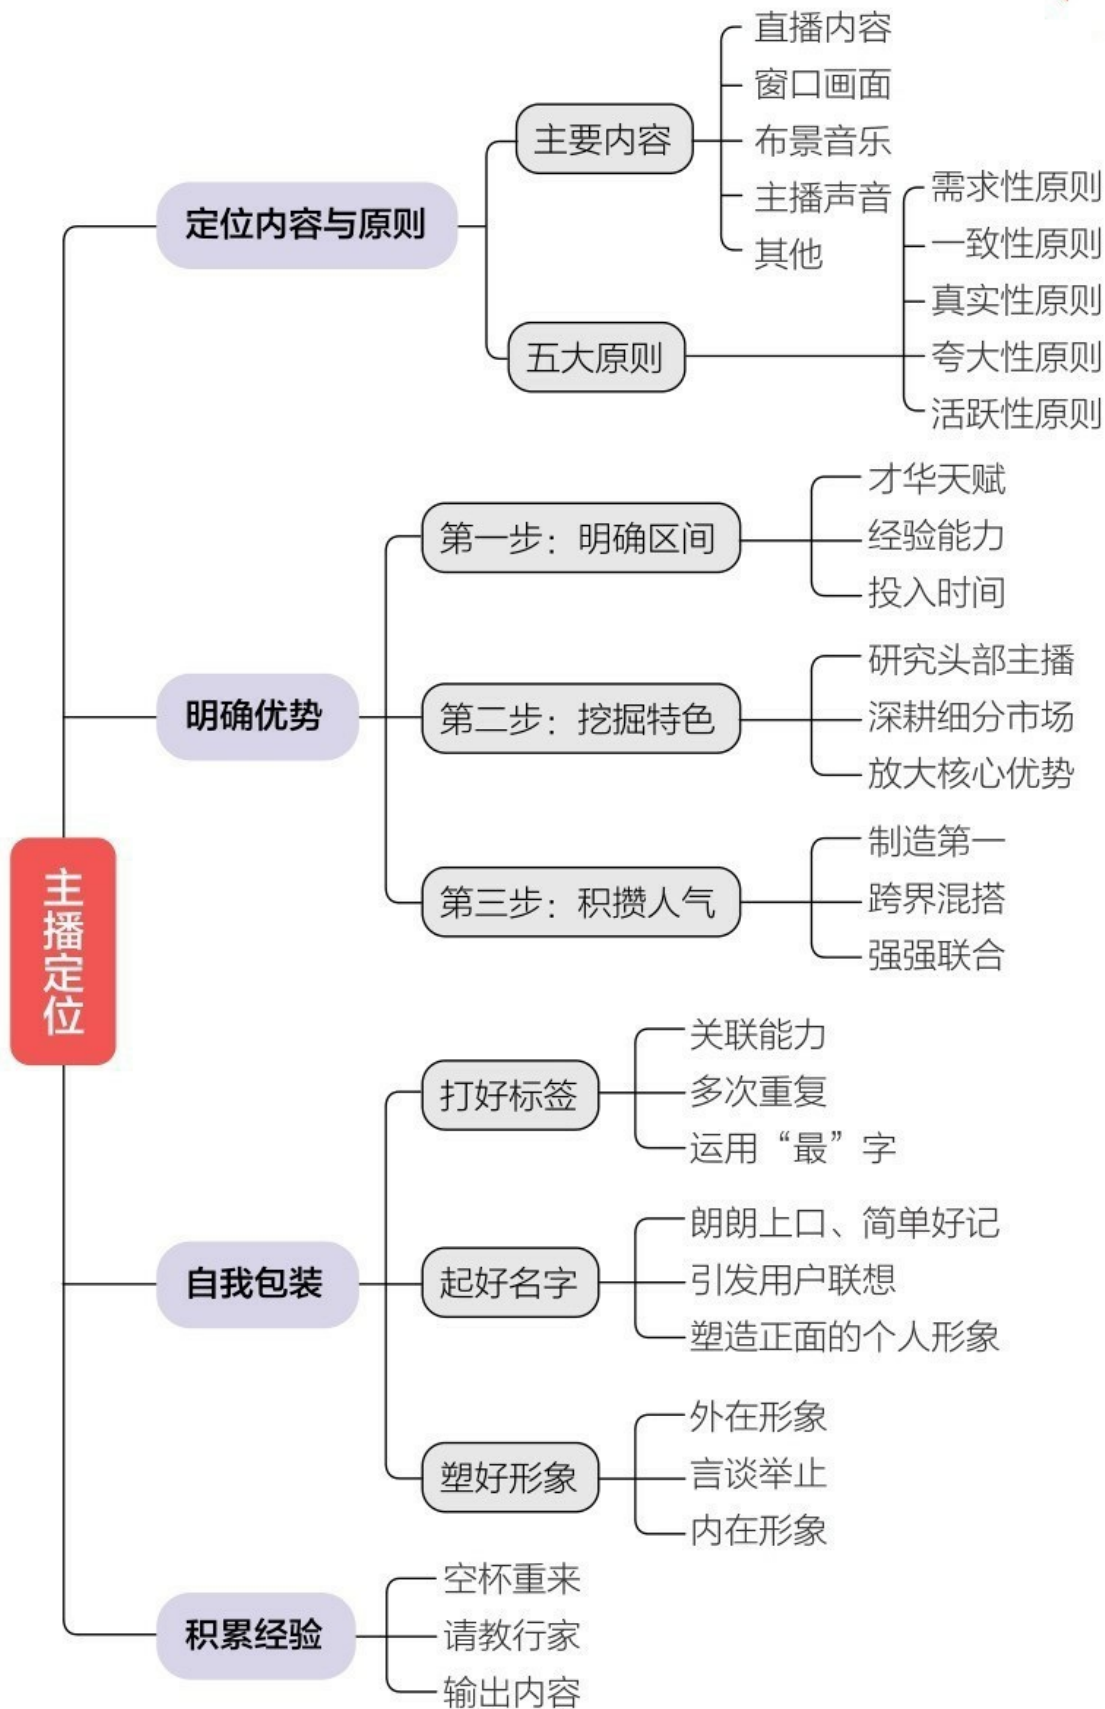 主播定位
定位内容与原则
主要内容
直播内容
窗口画面
布景音乐
主播声音
其他
五大原则
需求性原则
一致性原则
真实性原则
夸大性原则
活跃性原则
明确优势
第一步：明确区间
才华天赋
经验能力
投入时间
第二步：挖掘特色
研究头部主播
深耕细分市场
放大核心优势
第三步：积攒人气
制造第一
跨界混搭
强强联合
自我包装
打好标签
关联能力
多次重复
运用“最”字
起好名字
朗朗上口、简单好记
引发用户联想
塑造正面的个人形象
塑好形象
外在形象
言谈举止
内在形象
积累经验
空杯重来
请教行家
输出内容